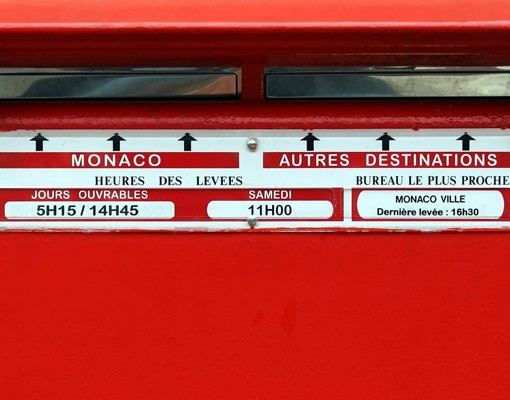 MONACO
AUTRES DESTINATIONS
HEURES DES LEVEES
BUREAU LE PLUS PROCHE
JOURS OUVRABLES
5H15 / 14H45
SAMEDI
11H00
MONACO VILLE
Dernière levée : 16h30